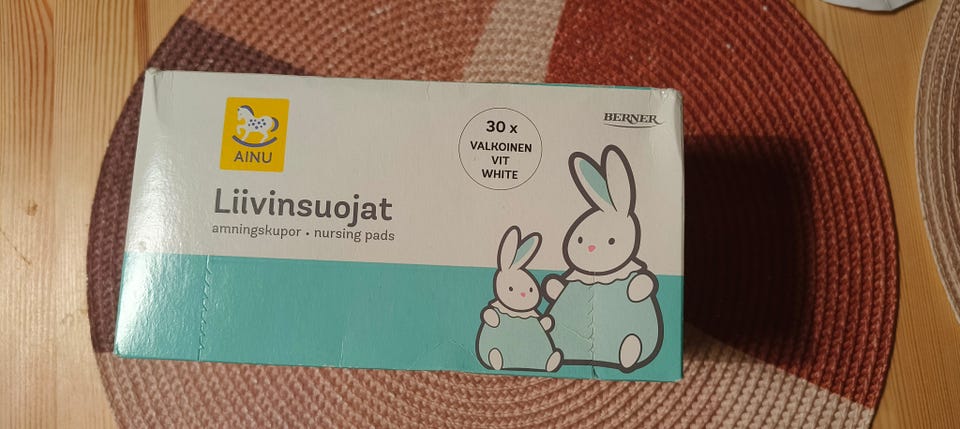 AINU
30 x
VALKOINEN
VIT
WHITE
BERNER
Liivinsuojat
amningskupor • nursing pads